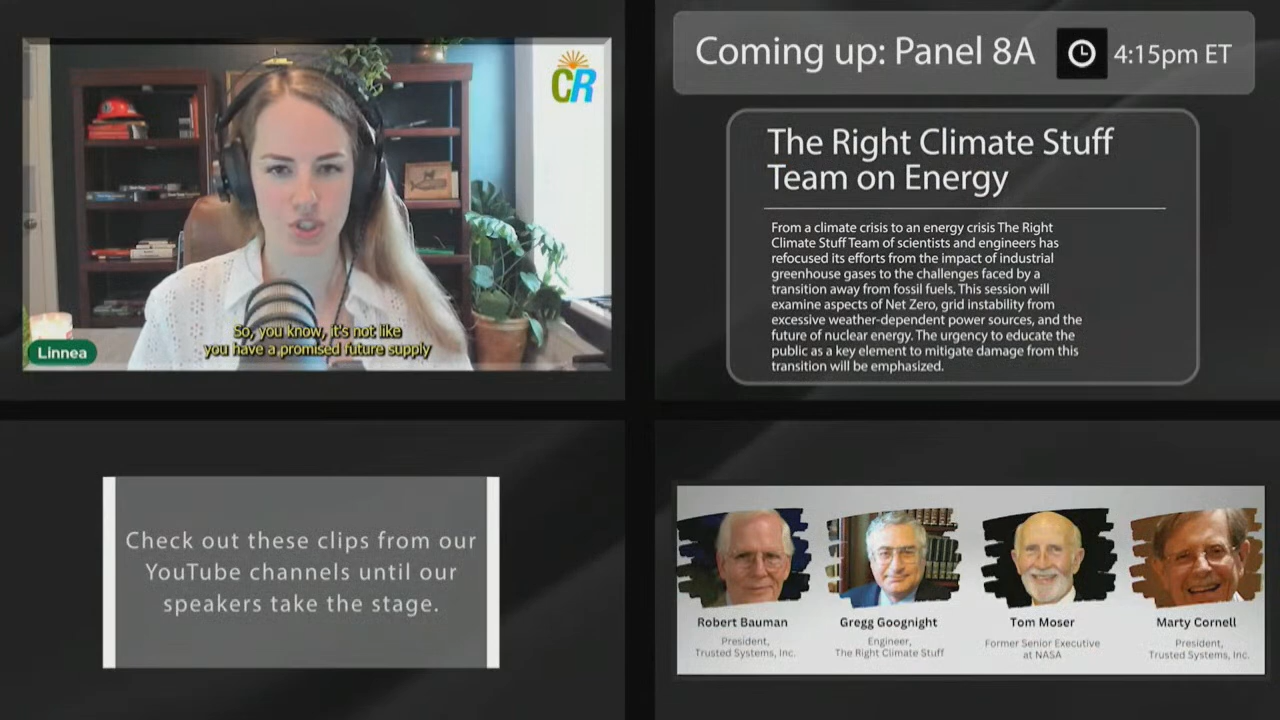 CR
So, you know, it's not like
you have a promised future supply
Linnea
Coming up: Panel 8A
4:15pm ET
The Right Climate Stuff
Team on Energy
From a climate crisis to an energy crisis The Right
Climate Stuff Team of scientists and engineers has
refocused its efforts from the impact of industrial
greenhouse gases to the challenges faced by a
transition away from fossil fuels. This session will
examine aspects of Net Zero, grid instability from
excessive weather-dependent power sources, and the
future of nuclear energy. The urgency to educate the
public as a key element to mitigate damage from this
transition will be emphasized.
Check out these clips from our
YouTube channels until our
speakers take the stage.
Robert Bauman
President,
Trusted Systems, Inc.
Gregg Goognight
Engineer,
The Right Climate Stuff
Tom Moser
Former Senior Executive
at NASA
Marty Cornell
President,
Trusted Systems, Inc.